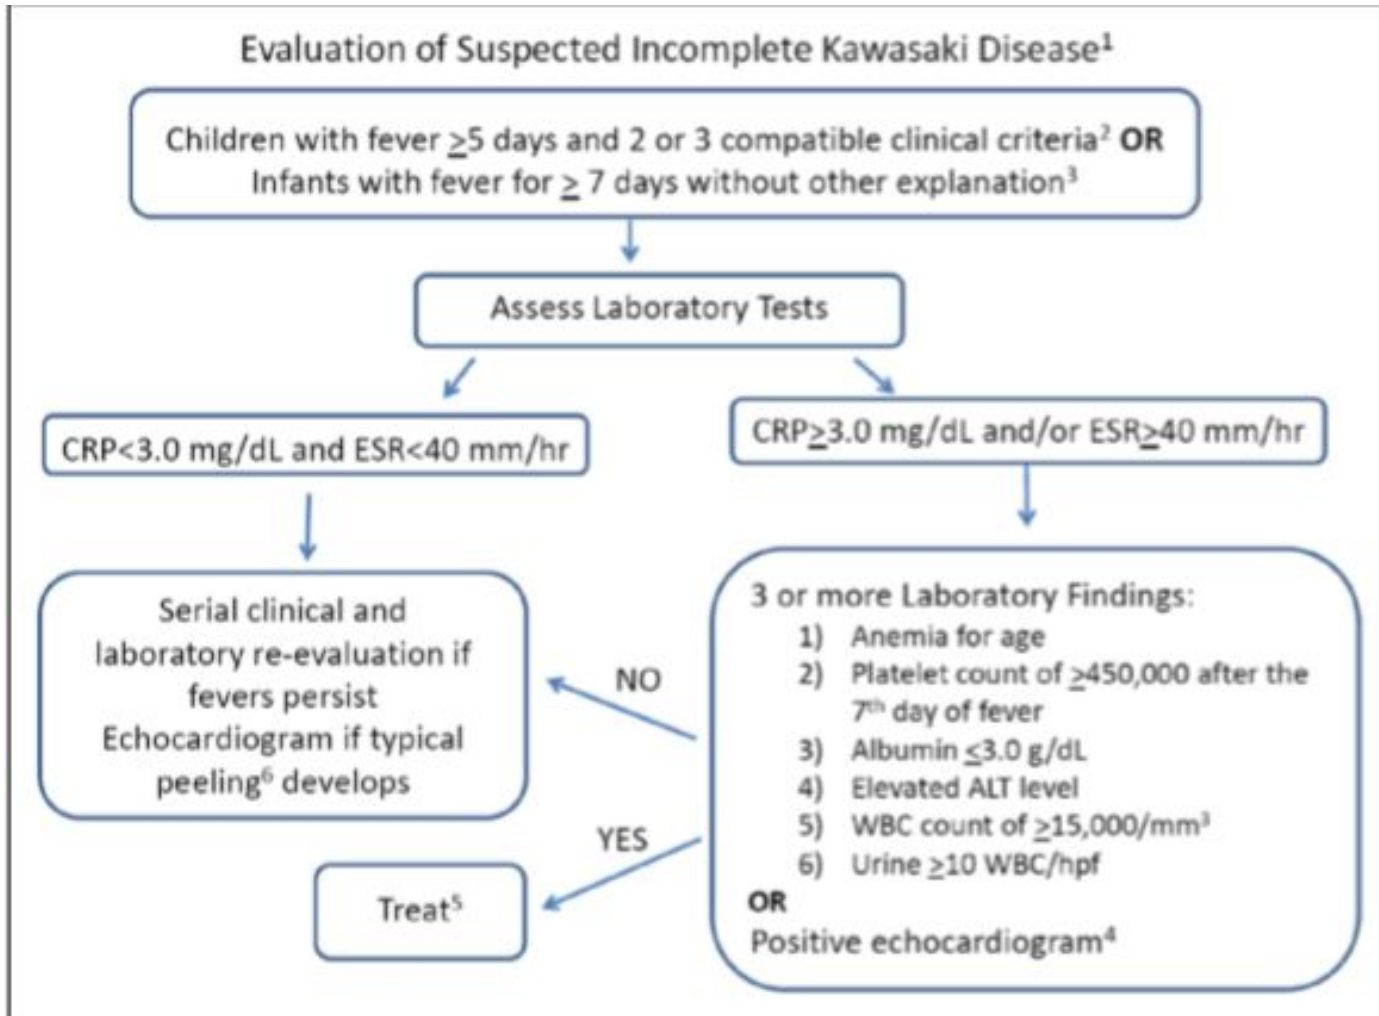 Evaluation of Suspected Incomplete Kawasaki Disease¹
Children with fever ≥5 days and 2 or 3 compatible clinical criteria² OR
Infants with fever for ≥ 7 days without other explanation³
Assess Laboratory Tests
CRP<3.0 mg/dL and ESR<40 mm/hr
CRP≥3.0 mg/dL and/or ESR≥40 mm/hr
Serial clinical and
laboratory re-evaluation if
fevers persist
Echocardiogram if typical
peeling⁶ develops
NO
3 or more Laboratory Findings:
1) Anemia for age
2) Platelet count of ≥450,000 after the
7th day of fever
3) Albumin ≤3.0 g/dL
4) Elevated ALT level
5) WBC count of ≥15,000/mm³
6) Urine ≥10 WBC/hpf
OR
Positive echocardiogram⁴
YES
Treat⁵